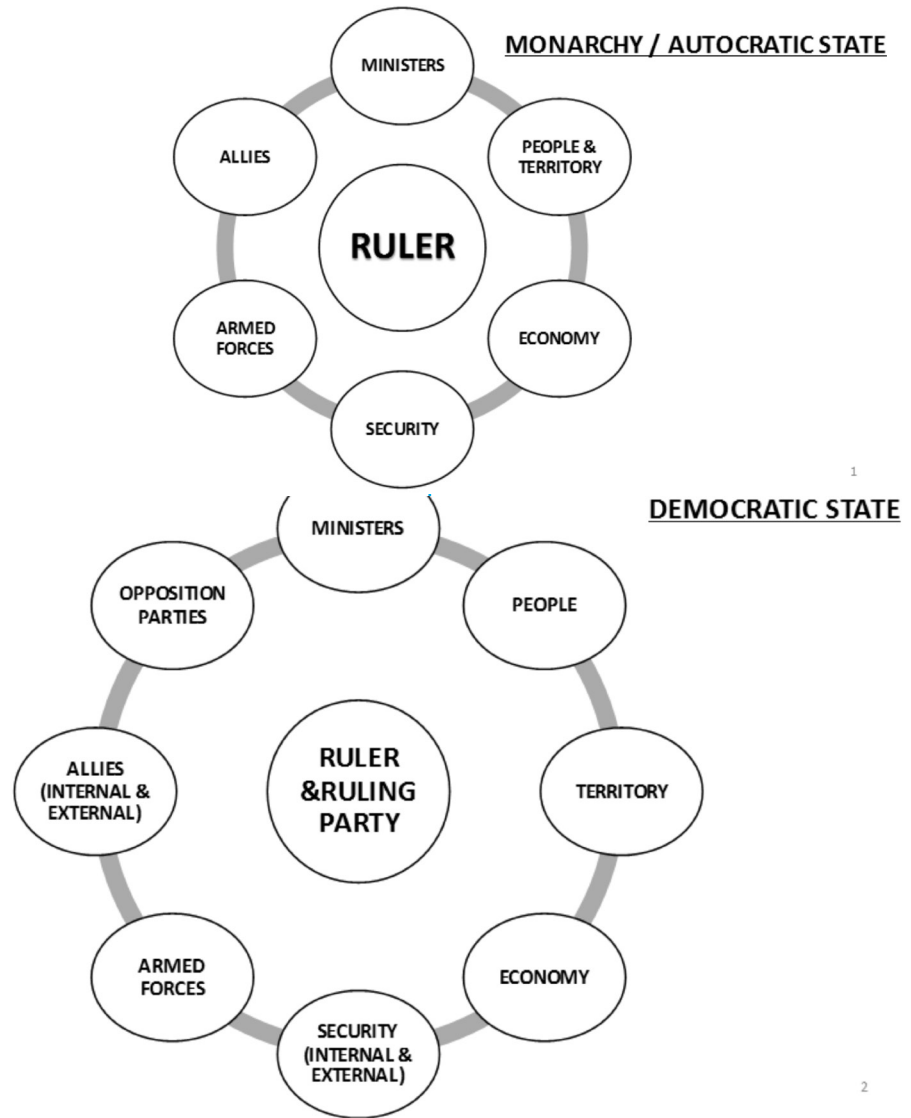 MONARCHY / AUTOCRATIC STATE
MINISTERS
PEOPLE &
TERRITORY
ECONOMY
SECURITY
ARMED
FORCES
ALLIES
RULER
1
DEMOCRATIC STATE
MINISTERS
PEOPLE
TERRITORY
ECONOMY
SECURITY
(INTERNAL &
EXTERNAL)
ARMED
FORCES
ALLIES
(INTERNAL &
EXTERNAL)
OPPOSITION
PARTIES
RULER
&RULING
PARTY
2